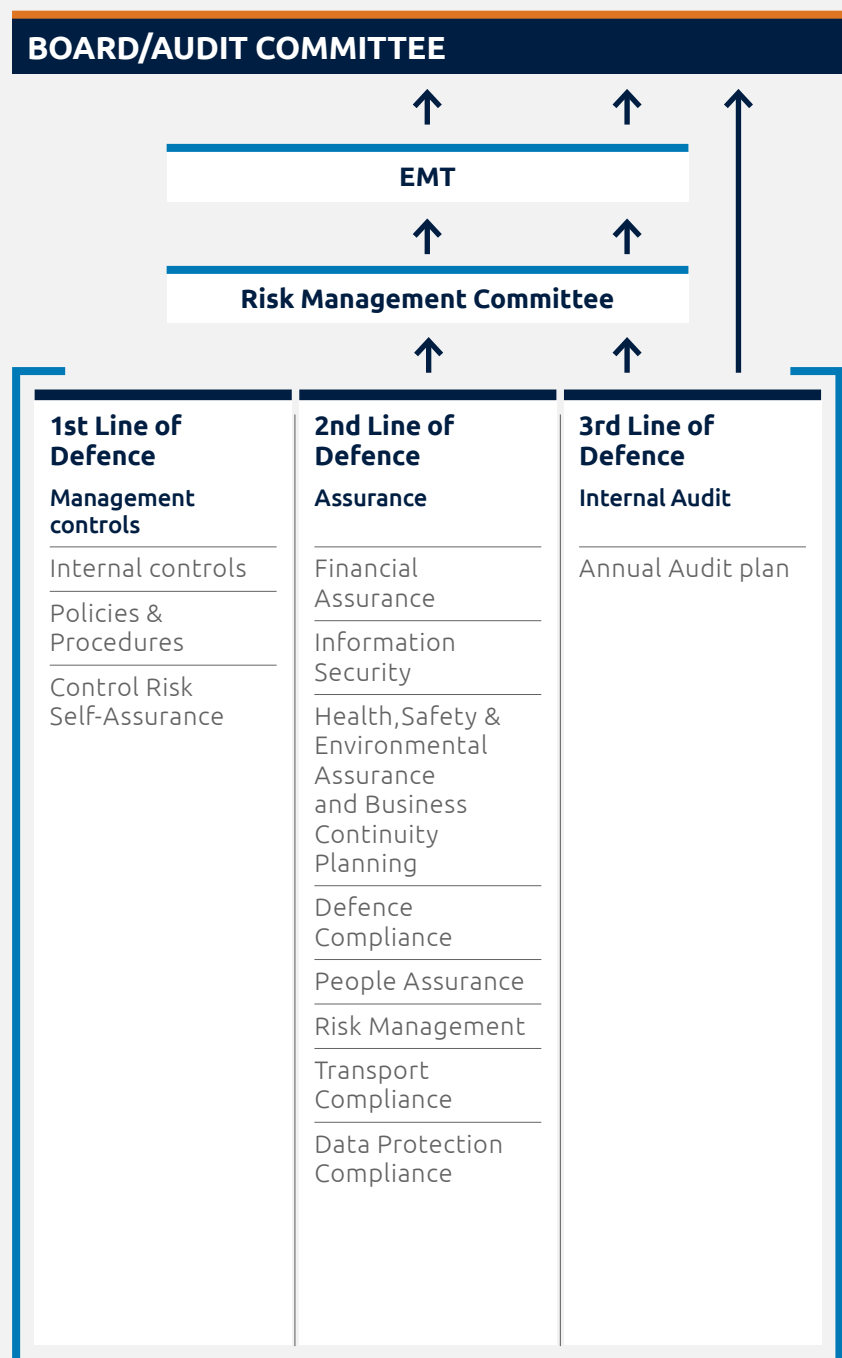 BOARD/AUDIT COMMITTEE
EMT
Risk Management Committee
1st Line of
Defence
Management
controls
Internal controls
Policies &
Procedures
Control Risk
Self-Assurance
2nd Line of
Defence
Assurance
Financial
Assurance
Information
Security
Health,Safety &
Environmental
Assurance
and Business
Continuity
Planning
Defence
Compliance
People Assurance
Risk Management
Transport
Compliance
Data Protection
Compliance
3rd Line of
Defence
Internal Audit
Annual Audit plan